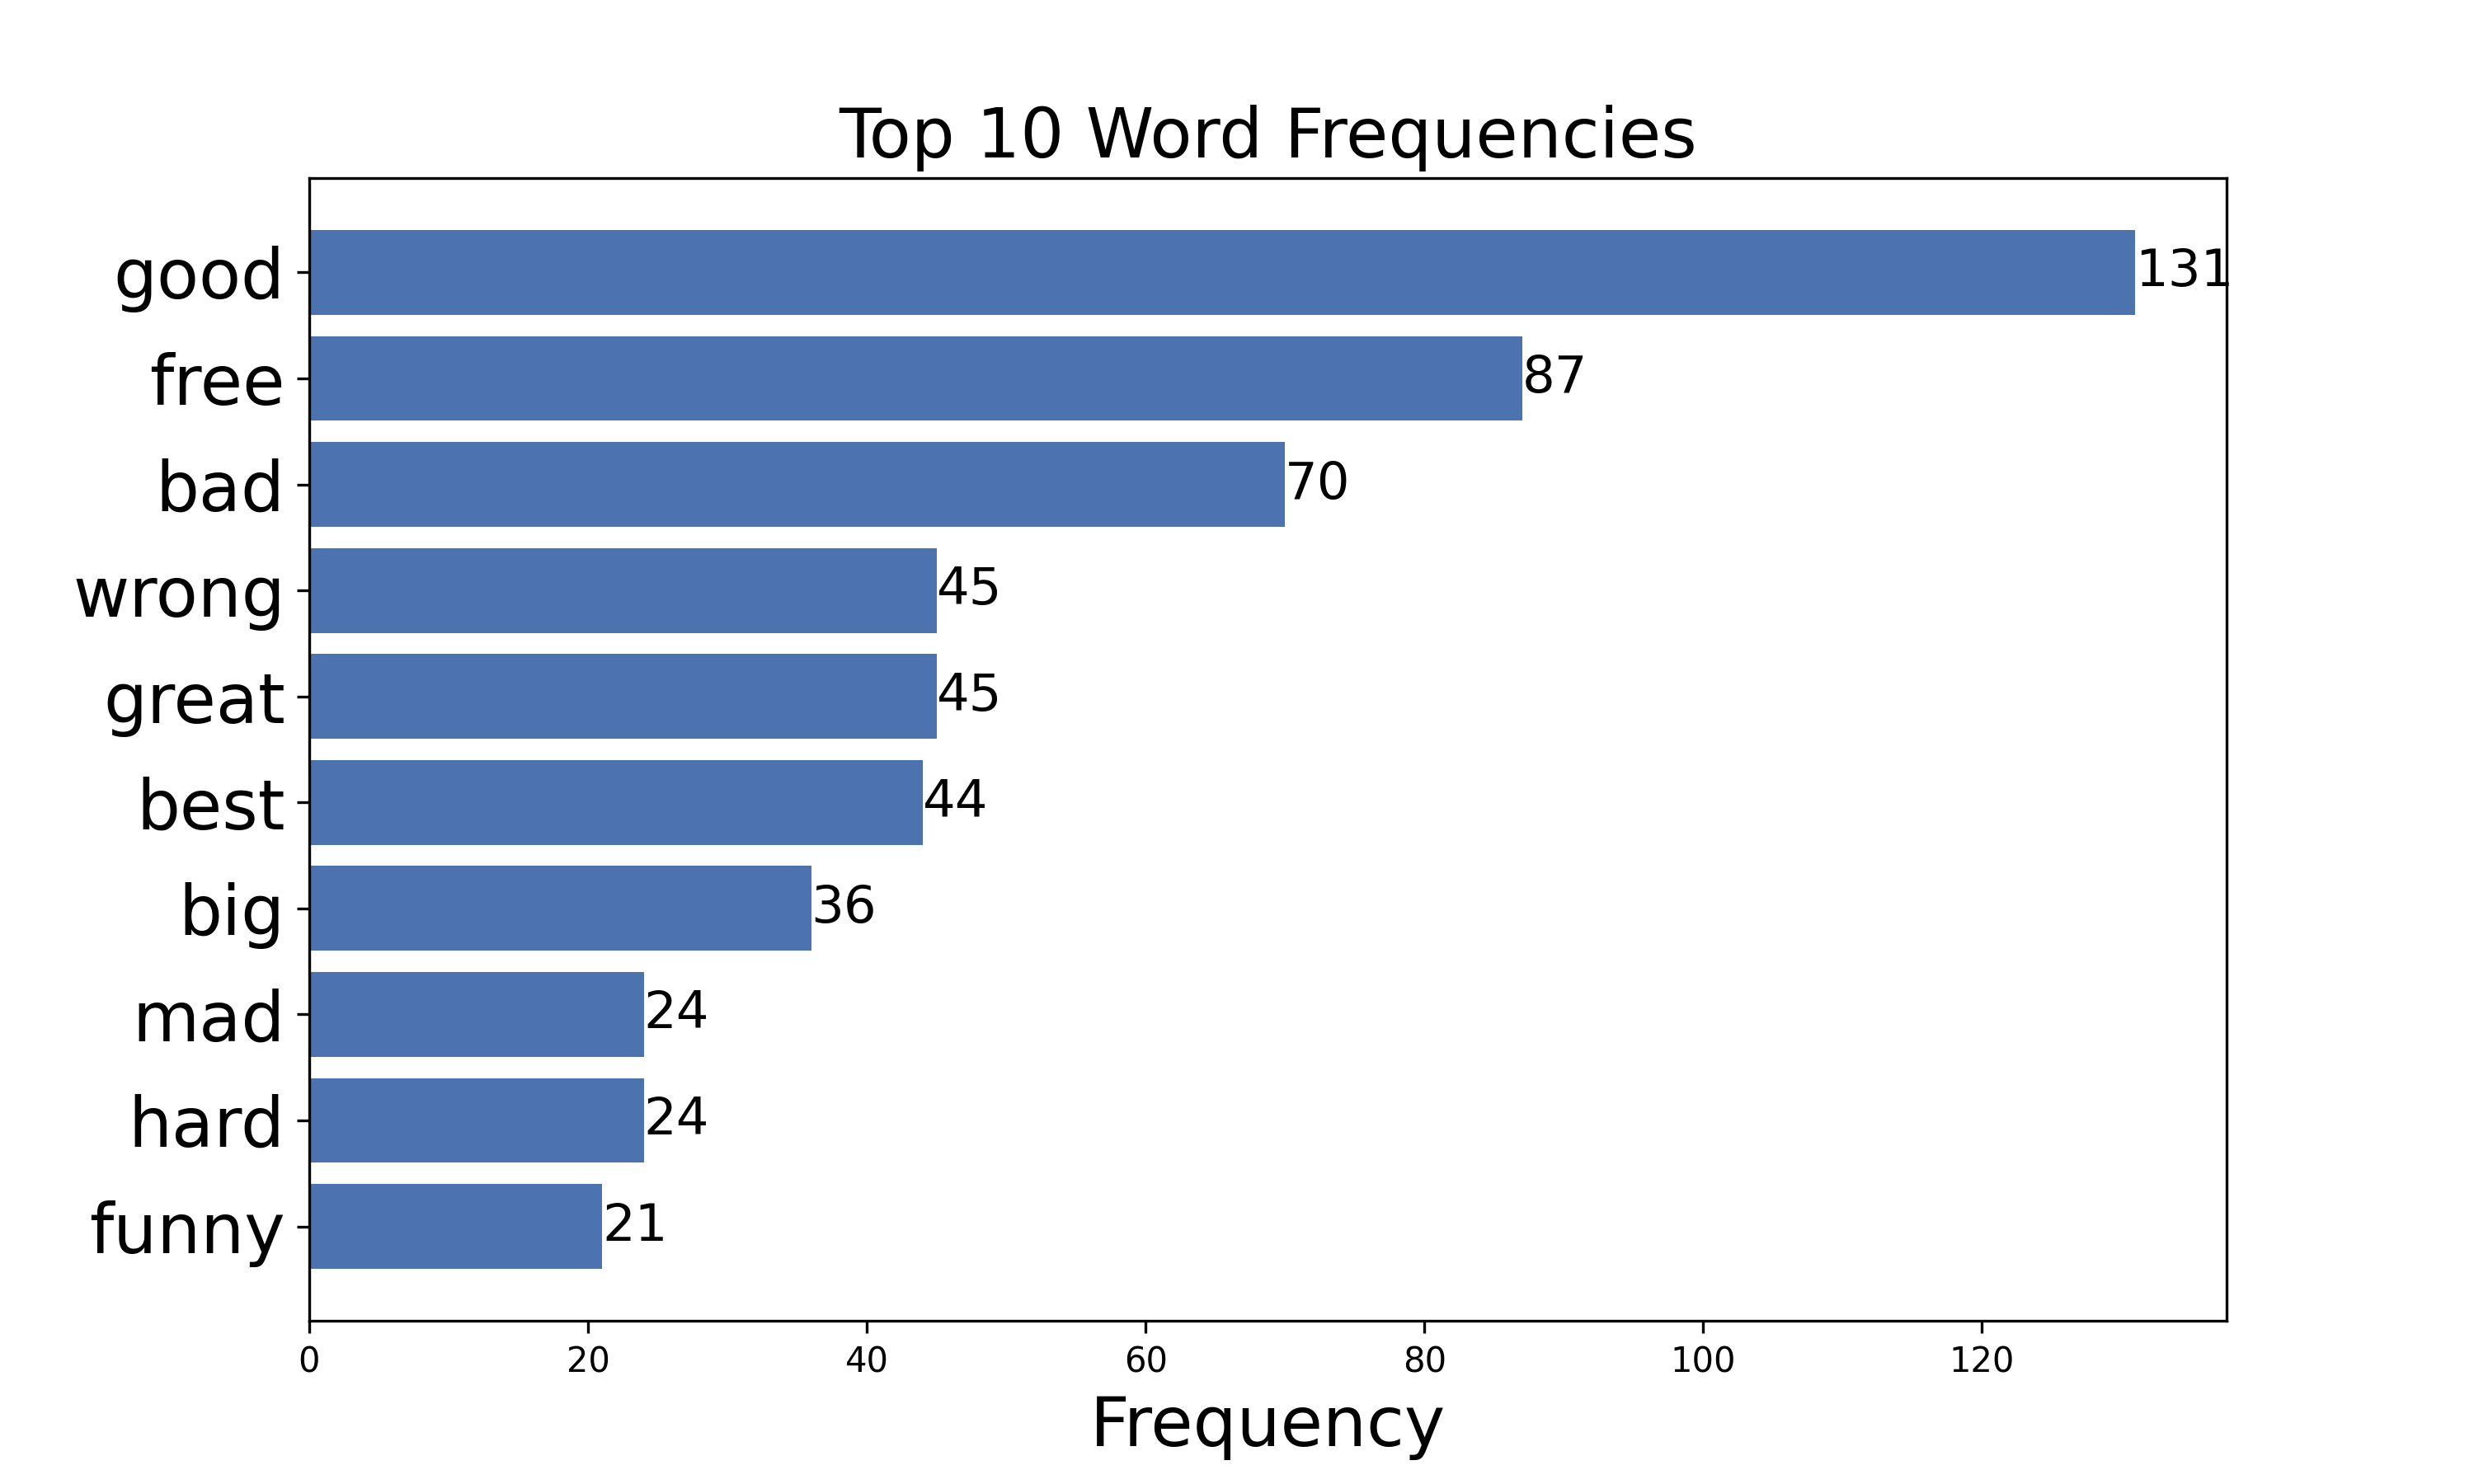 Top 10 Word Frequencies
good 131
free 87
bad 70
wrong 45
great 45
best 44
big 36
mad 24
hard 24
funny 21
0 20 40 60 80 100 120
Frequency